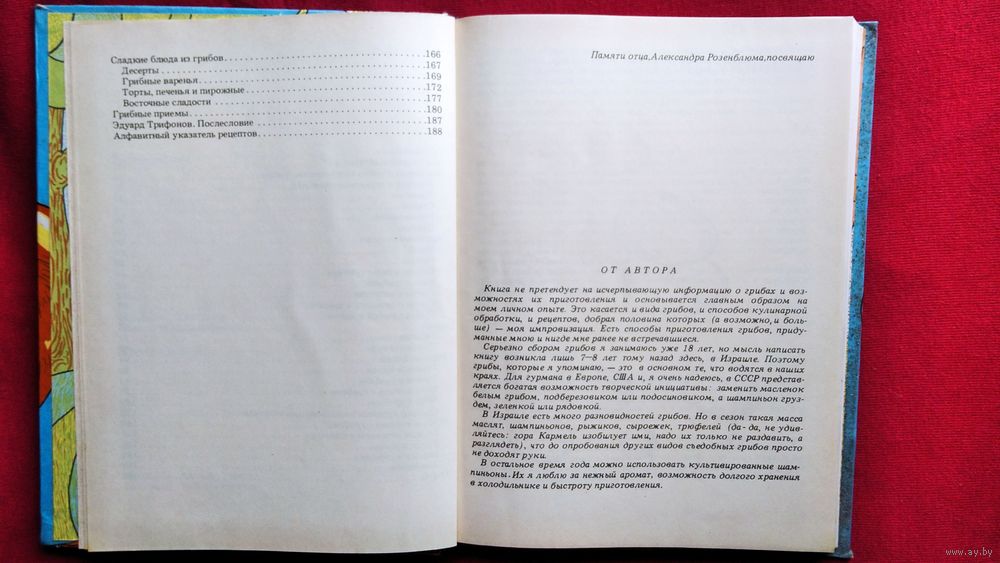 Сладкие блюда из грибов. . . . . . . . . . . . . . . . . . . . . . . . . . . . .166
Десерты . . . . . . . . . . . . . . . . . . . . . . . . . . . . . . . . . . . . . .167
Грибные варенья. . . . . . . . . . . . . . . . . . . . . . . . . . . . . . . .169
Торты, печенья и пирожные . . . . . . . . . . . . . . . . . . . . . . .172
Восточные сладости . . . . . . . . . . . . . . . . . . . . . . . . . . . . .177
Грибные приемы. . . . . . . . . . . . . . . . . . . . . . . . . . . . . . . . . .180
Эдуард Трифонов. Послесловие . . . . . . . . . . . . . . . . . . . . . .187
Алфавитный указатель рецептов. . . . . . . . . . . . . . . . . . . . . .188
Памяти отца,Александра Розенблюма,посвящаю
ОТ АВТОРА
Книга не претендует на исчерпывающую информацию о грибах и воз-
можностях их приготовления и основывается главным образом на
моем личном опыте. Это касается и вида грибов, и способов кулинарной
обработки, и рецептов, добрая половина которых (а возможно,и боль-
ше) — моя импровизация. Есть способы приготовления грибов, приду-
манные мною и нигде мне ранее не встречавшиеся.
Серьезно сбором грибов я занимаюсь уже 18 лет, но мысль написать
книгу возникла лишь 7—8 лет тому назад здесь, в Израиле. Поэтому
грибы, которые я упоминаю, — это в основном те, что водятся в наших
краях. Для гурмана в Европе, США и, я очень надеюсь, в СССР представ-
ляется богатая возможность творческой инициативы: заменить масленок
белым грибом, подберезовиком или подосиновиком, а шампиньон груз-
дем, зеленкой или рядовкой.
В Израиле есть много разновидностей грибов. Но в сезон такая масса
маслят, шампиньонов, рыжиков, сыроежек, трюфелей (да-да, не удив-
ляйтесь: гора Кармель изобилует ими, надо их только не раздавить, а
разглядеть), что до опробования других видов съедобных грибов просто
не доходят руки.
В остальное время года можно использовать культивированные шам-
пиньоны. Их я люблю за нежный аромат, возможность долгого хранения
в холодильнике и быстроту приготовления.
www.ay.by